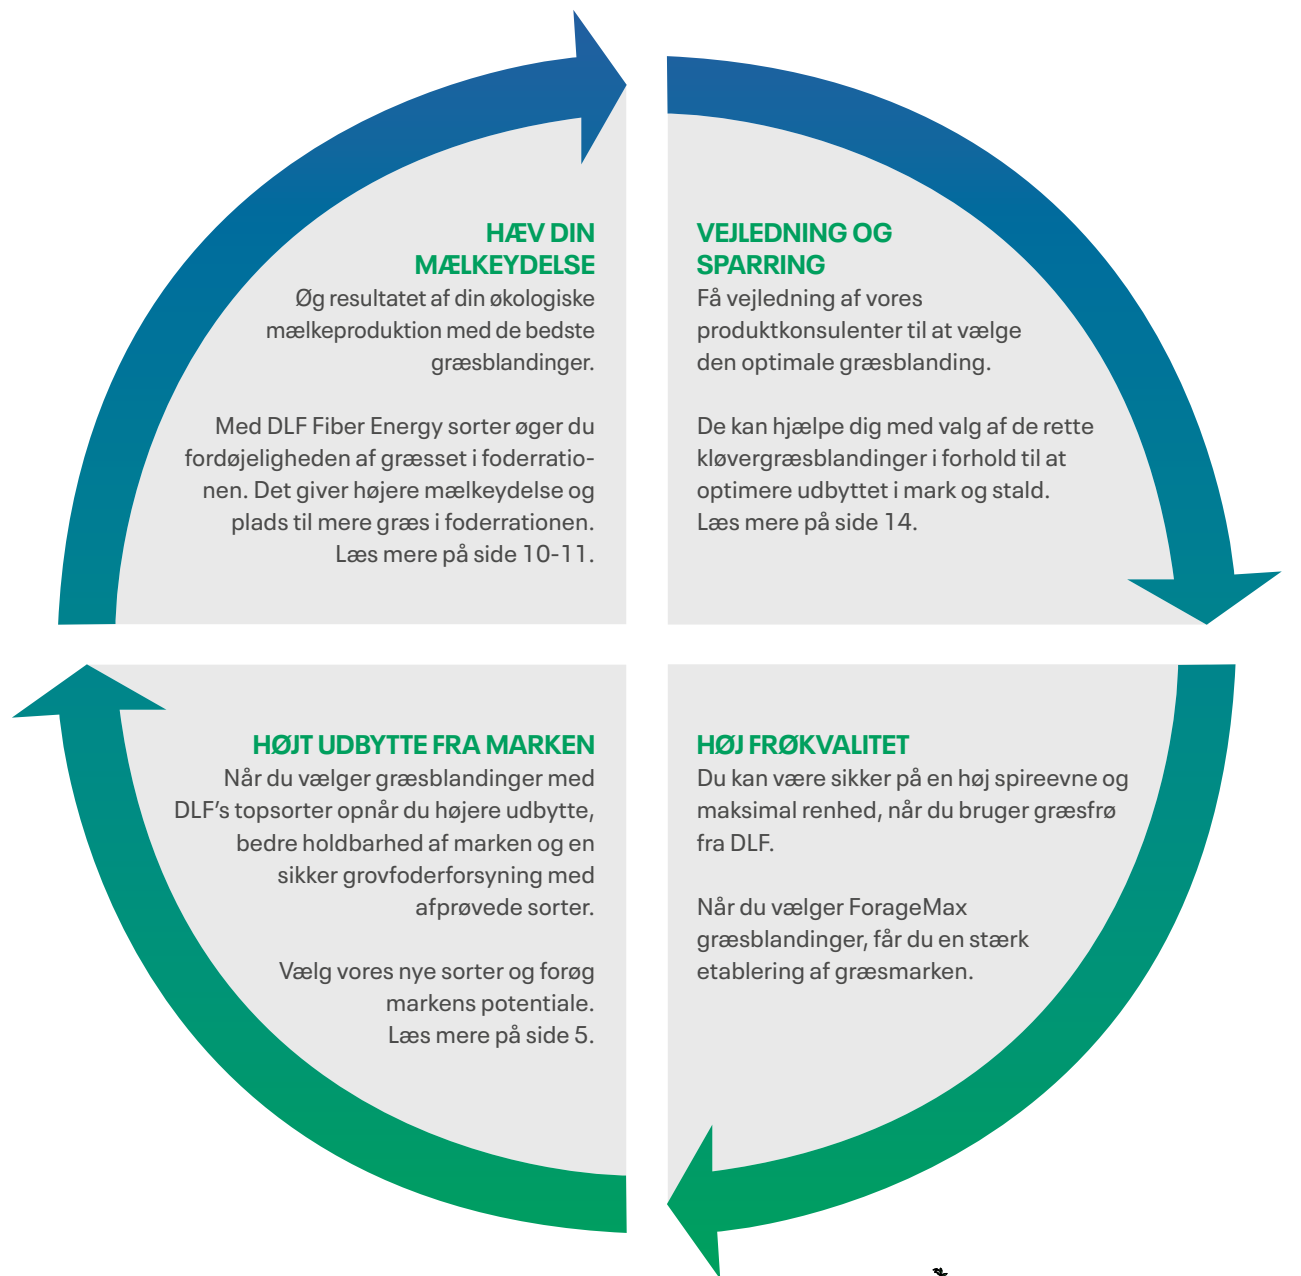 HÆV DIN
MÆLKEYDELSE
Øg resultatet af din økologiske
mælkeproduktion med de bedste
græsblandinger.
Med DLF Fiber Energy sorter øger du
fordøjeligheden af græsset i foderratio-
nen. Det giver højere mælkeydelse og
plads til mere græs i foderrationen.
Læs mere på side 10-11.
VEJLEDNING OG
SPARRING
Få vejledning af vores
produktkonsulenter til at vælge
den optimale græsblanding.
De kan hjælpe dig med valg af de rette
kløvergræsblandinger i forhold til at
optimere udbyttet i mark og stald.
Læs mere på side 14.
HØJT UDBYTTE FRA MARKEN
Når du vælger græsblandinger med
DLF's topsorter opnår du højere udbytte,
bedre holdbarhed af marken og en
sikker grovfoderforsyning med
afprøvede sorter.
Vælg vores nye sorter og forøg
markens potentiale.
Læs mere på side 5.
HØJ FRØKVALITET
Du kan være sikker på en høj spireevne og
maksimal renhed, når du bruger græsfrø
fra DLF.
Når du vælger ForageMax
græsblandinger, får du en stærk
etablering af græsmarken.